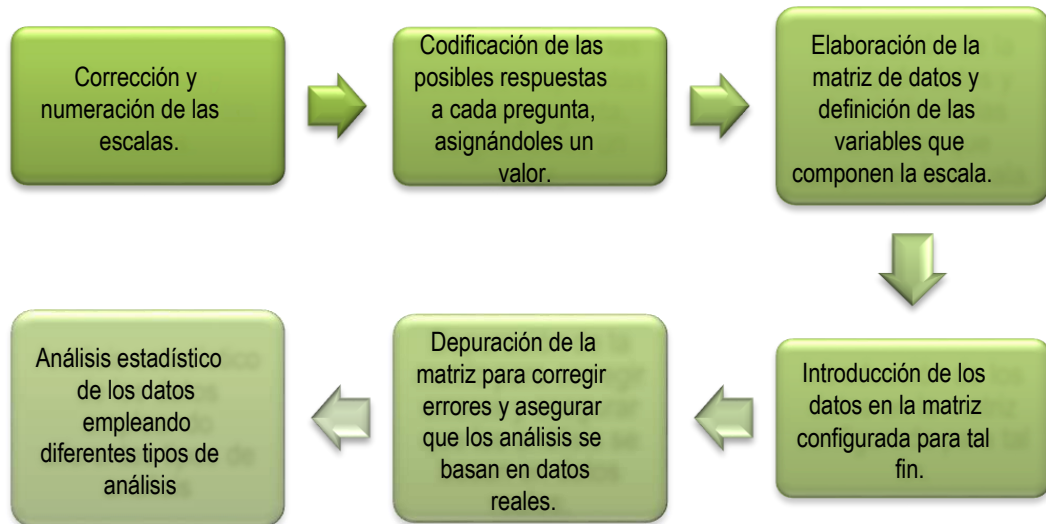 Corrección y
numeración de las
escalas.
Codificación de las
posibles respuestas
a cada pregunta,
asignándoles un
valor.
Elaboración de la
matriz de datos y
definición de las
variables que
componen la escala.
Introducción de los
datos en la matriz
configurada para tal
fin.
Depuración de la
matriz para corregir
errores y asegurar
que los análisis se
basan en datos
reales.
Análisis estadístico
de los datos
empleando
diferentes tipos de
análisis